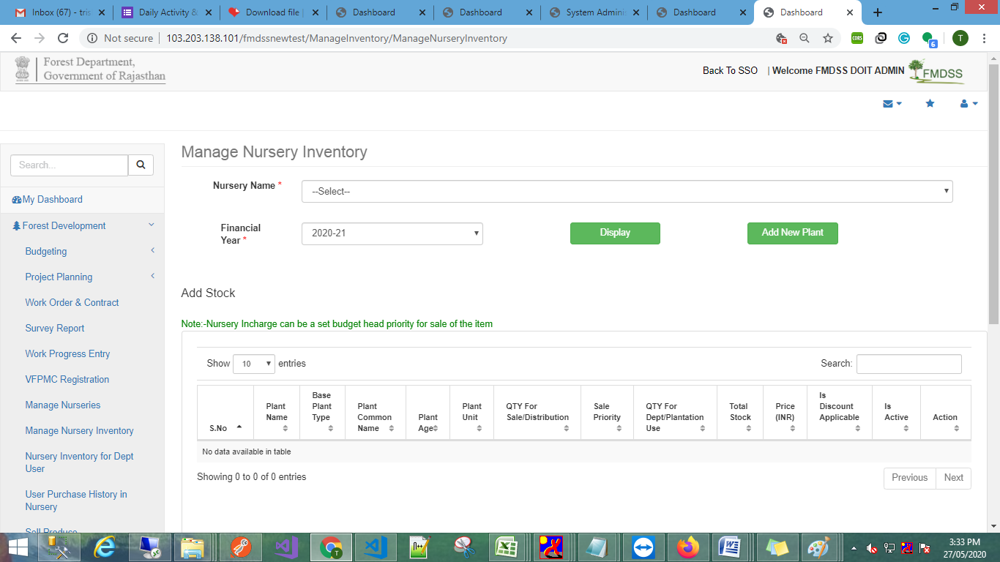 Inbox (67) - tris
Daily Activity &
Download file |
Dashboard
Dashboard
System Adminis
Dashboard
Dashboard
Not secure | 103.203.138.101/fmdssnewtest/ManageInventory/ManageNurseryInventory
CORS
6
T
Forest Department,
Government of Rajasthan
Back To SSO | Welcome FMDSS DOIT ADMIN
FMDSS
Search...
My Dashboard
Forest Development
Budgeting
Project Planning
Work Order & Contract
Survey Report
Work Progress Entry
VFPMC Registration
Manage Nurseries
Manage Nursery Inventory
Nursery Inventory for Dept
User
User Purchase History in
Nursery
Sell Produce
Manage Nursery Inventory
Nursery Name *
--Select--
Financial
Year *
2020-21
Display
Add New Plant
Add Stock
Note:-Nursery Incharge can be a set budget head priority for sale of the item
Show 10 entries
Search:
S.No
Plant
Name
Base
Plant
Type
Plant
Common
Name
Plant
Age
Plant
Unit
QTY For
Sale/Distribution
Sale
Priority
QTY For
Dept/Plantation
Use
Total
Stock
Price
(INR)
Is
Discount
Applicable
Is
Active
Action
No data available in table
Showing 0 to 0 of 0 entries
Previous
Next
3:33 PM
27/05/2020